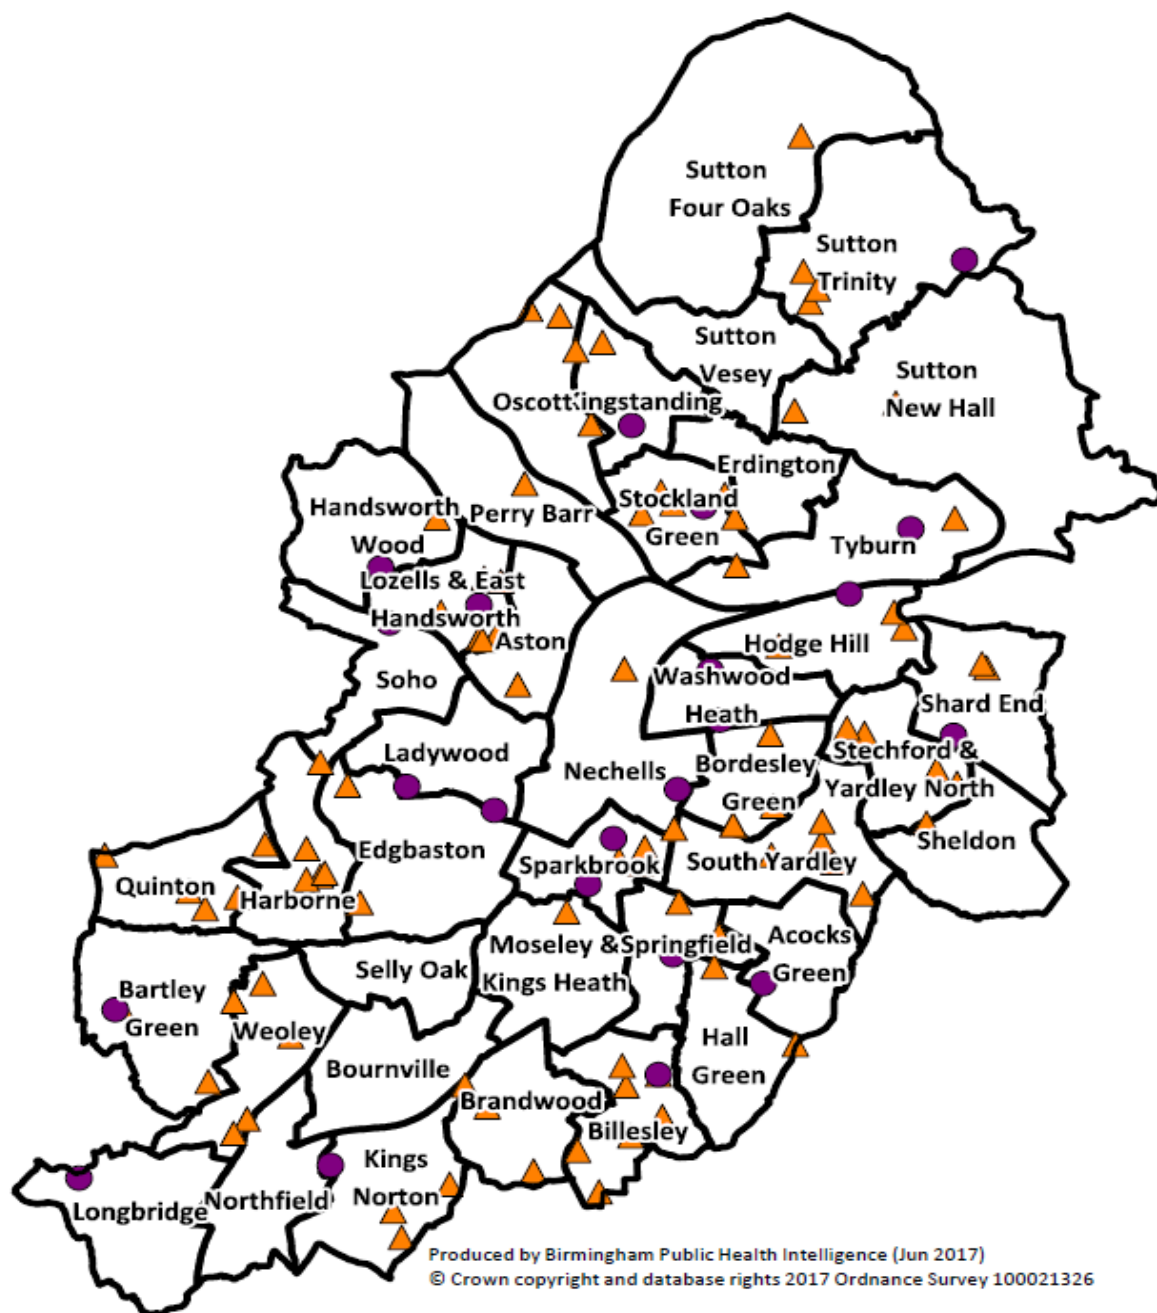 Sutton
Four Oaks
Sutton
Trinity
Sutton
Vesey
Sutton
New Hall
Oscott
Kingstanding
Erdington
Handsworth
Wood
Perry Barr
Stockland
Green
Tyburn
Lozells & East
Handsworth
Aston
Hodge Hill
Soho
Washwood
Heath
Shard End
Ladywood
Nechells
Bordesley
Green
Stechford &
Yardley North
Edgbaston
Sparkbrook
South Yardley
Sheldon
Quinton
Harborne
Moseley &
Kings Heath
Springfield
Acocks
Green
Selly Oak
Bartley
Green
Weoley
Hall
Green
Bournville
Brandwood
Billesley
Kings
Norton
Northfield
Longbridge
Produced by Birmingham Public Health Intelligence (Jun 2017)
© Crown copyright and database rights 2017 Ordnance Survey 100021326